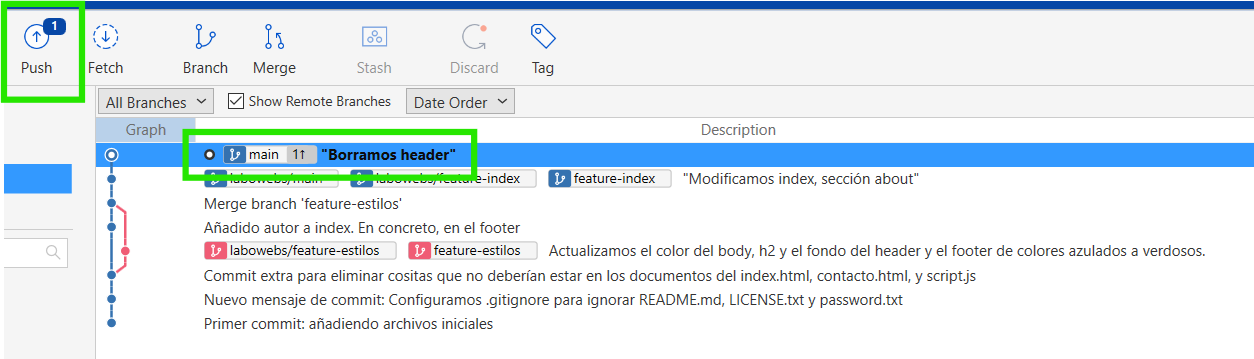 1
Push Fetch Branch Merge Stash Discard Tag
All Branches Show Remote Branches Date Order
Graph Description
main 1↑ "Borramos header"
labowebs/main labowebs/feature-index feature-index "Modificamos index, sección about"
Merge branch 'feature-estilos'
Añadido autor a index. En concreto, en el footer
labowebs/feature-estilos feature-estilos Actualizamos el color del body, h2 y el fondo del header y el footer de colores azulados a verdosos.
Commit extra para eliminar cositas que no deberían estar en los documentos del index.html, contacto.html, y script.js
Nuevo mensaje de commit: Configuramos .gitignore para ignorar README.md, LICENSE.txt y password.txt
Primer commit: añadiendo archivos iniciales